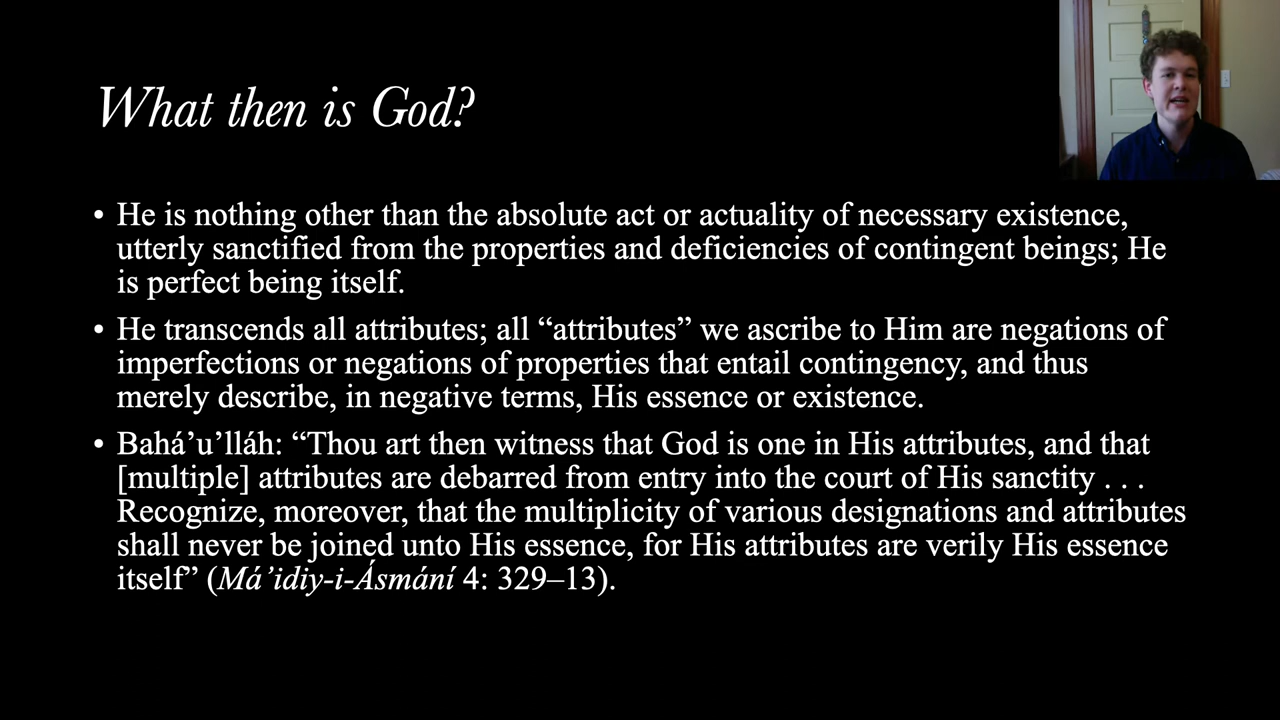 What then is God?
• He is nothing other than the absolute act or actuality of necessary existence,
utterly sanctified from the properties and deficiencies of contingent beings; He
is perfect being itself.
• He transcends all attributes; all “attributes” we ascribe to Him are negations of
imperfections or negations of properties that entail contingency, and thus
merely describe, in negative terms, His essence or existence.
• Bahá’u’lláh: “Thou art then witness that God is one in His attributes, and that
[multiple] attributes are debarred from entry into the court of His sanctity . . .
Recognize, moreover, that the multiplicity of various designations and attributes
shall never be joined unto His essence, for His attributes are verily His essence
itself” (Má’idiy-i-Ásmání 4: 329–13).